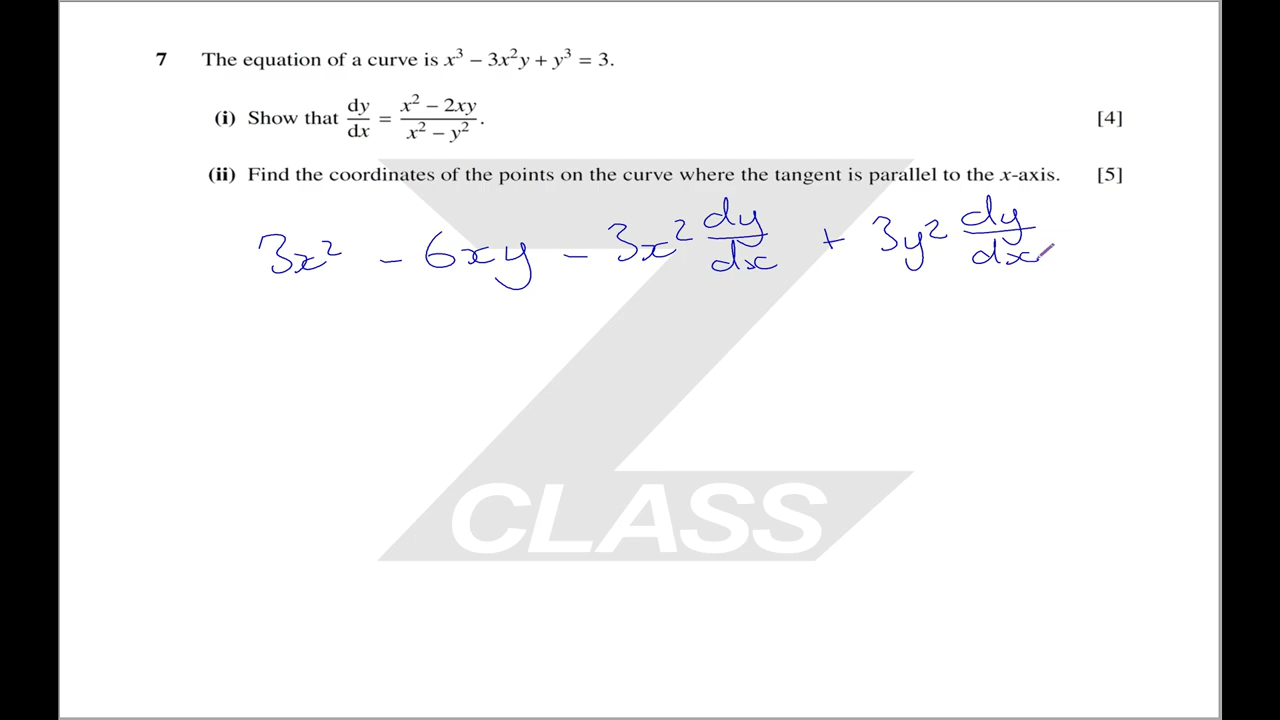 7 The equation of a curve is x³ − 3x²y + y³ = 3.
(i) Show that dy/dx = (x² − 2xy)/(x² − y²). [4]
(ii) Find the coordinates of the points on the curve where the tangent is parallel to the x-axis. [5]
3x² − 6xy − 3x² dy/dx + 3y² dy/dx
CLASS